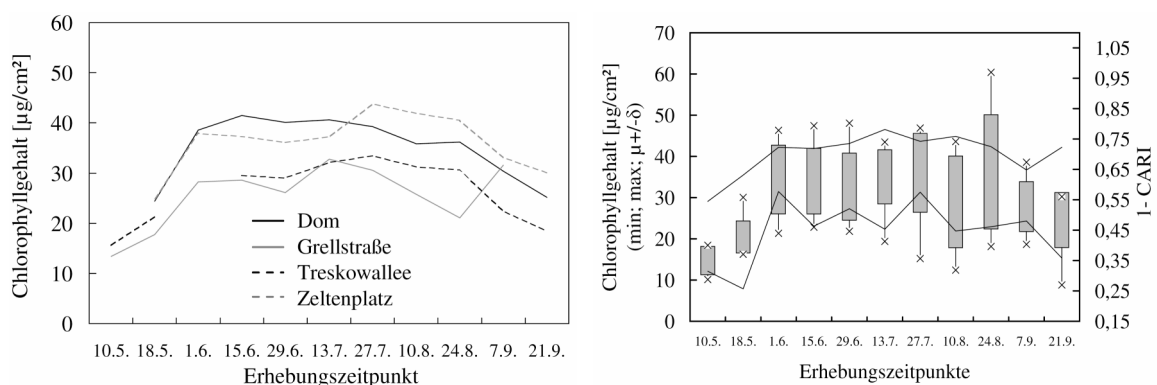 60
50
40
30
20
10
0
Chlorophyllgehalt [µg/cm²]
Dom
Grellstraße
Treskowallee
Zeltenplatz
10.5. 18.5. 1.6. 15.6. 29.6. 13.7. 27.7. 10.8. 24.8. 7.9. 21.9.
Erhebungszeitpunkt
70
60
50
40
30
20
10
0
Chlorophyllgehalt [µg/cm²]
(min; max; µ+/-δ)
1,05
0,95
0,85
0,75
0,65
0,55
0,45
0,35
0,25
0,15
1- CARI
10.5. 18.5. 1.6. 15.6. 29.6. 13.7. 27.7. 10.8. 24.8. 7.9. 21.9.
Erhebungszeitpunkte